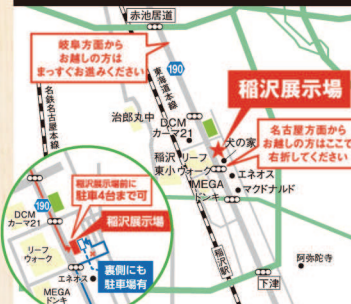 赤池居道
岐阜方面から
お越しの方は
まっすぐお進みください
190
東海道本線
名鉄名古屋本線
稲沢展示場
治郎丸中
DCM
カーマ21
犬の家
名古屋方面から
お越しの方はここで
右折してください
稲沢
東小
リーフ
ウォーク
エネオス
MEGA
ドンキ
マクドナルド
稲沢駅
下津
阿弥陀寺
稲沢展示場前に
駐車4台まで可
190
DCM
カーマ21
稲沢展示場
リーフ
ウォーク
裏側にも
駐車場有
エネオス
MEGA
ドンキ